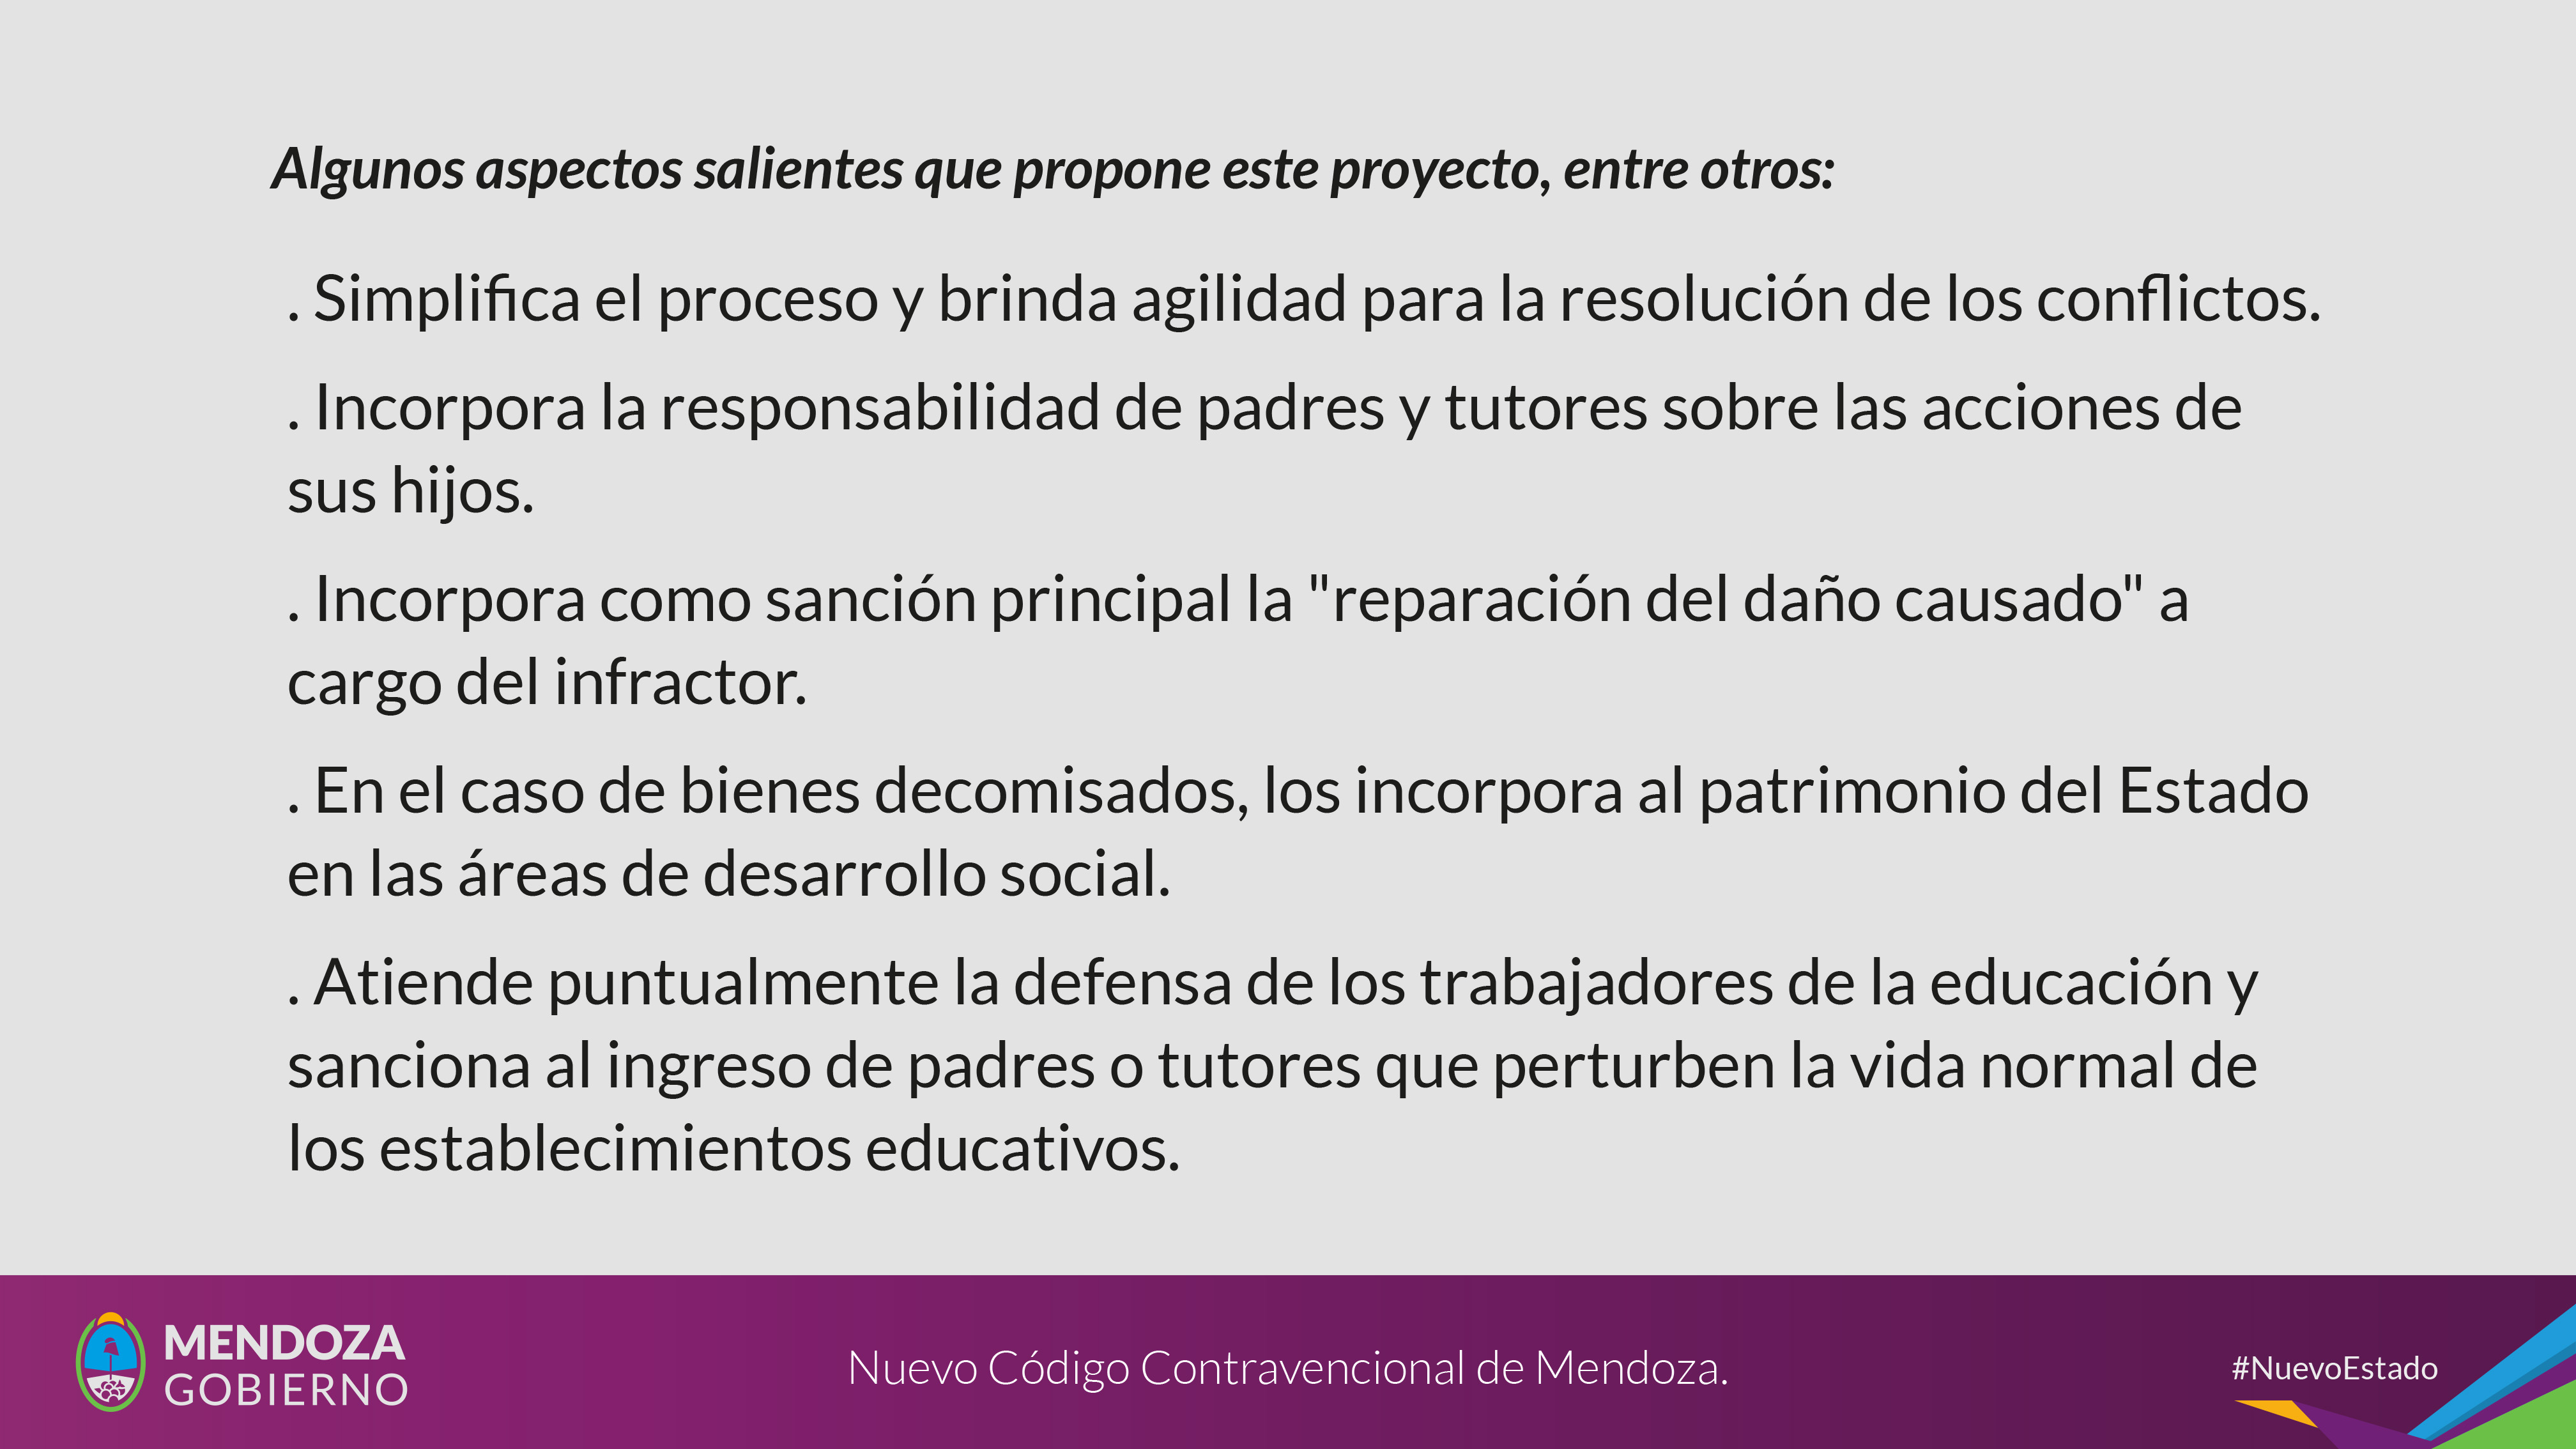 Algunos aspectos salientes que propone este proyecto, entre otros:
. Simplifica el proceso y brinda agilidad para la resolución de los conflictos.
. Incorpora la responsabilidad de padres y tutores sobre las acciones de
sus hijos.
. Incorpora como sanción principal la "reparación del daño causado" a
cargo del infractor.
. En el caso de bienes decomisados, los incorpora al patrimonio del Estado
en las áreas de desarrollo social.
. Atiende puntualmente la defensa de los trabajadores de la educación y
sanciona al ingreso de padres o tutores que perturben la vida normal de
los establecimientos educativos.
MENDOZA
GOBIERNO
Nuevo Código Contravencional de Mendoza.
#NuevoEstado